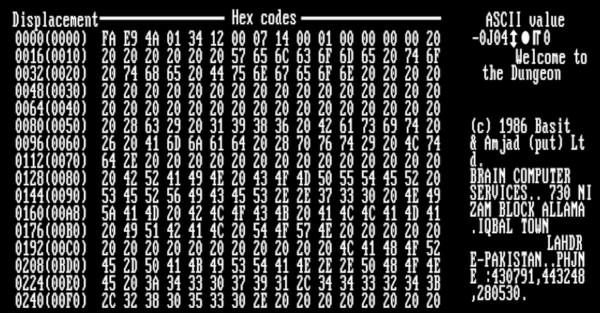 Displacement Hex codes ASCII value
0000(0000) FA E9 4A 01 34 12 00 07 14 00 01 00 00 00 00 20 -0J04↕
0016(0010) 20 20 20 20 20 20 57 65 6C 63 6F 6D 65 20 74 6F Welcome to
0032(0020) 20 74 68 65 20 44 75 6E 67 65 6F 6E 20 20 20 20 the Dungeon
0048(0030) 20 20 20 20 20 20 20 20 20 20 20 20 20 20 20 20
0064(0040) 20 20 20 20 20 20 20 20 20 20 20 20 20 20 20 20
0080(0050) 20 28 63 29 20 31 39 38 36 20 42 61 73 69 74 20 (c) 1986 Basit
0096(0060) 26 20 41 6D 6A 61 64 20 28 70 76 74 29 20 4C 74 & Amjad (put) Lt
0112(0070) 64 2E 20 20 20 20 20 20 20 20 20 20 20 20 20 20 d.
0128(0080) 20 42 52 41 49 4E 20 43 4F 4D 50 55 54 45 52 20 BRAIN COMPUTER
0144(0090) 53 45 52 56 49 43 45 53 2E 2E 37 33 30 20 4E 49 SERVICES.. 730 NI
0160(00A8) 5A 41 4D 20 42 4C 4F 43 4B 20 41 4C 4C 41 4D 41 ZAM BLOCK ALLAMA
0176(00B0) 20 49 51 42 41 4C 20 54 4F 57 4E 20 20 20 20 20 .IQBAL TOWN
0192(00C0) 20 20 20 20 20 20 20 20 20 20 20 4C 41 48 4F 52 LAHDR
0208(0BD0) 45 2D 50 41 4B 49 53 54 41 4E 2E 2E 50 48 4F 4E E-PAKISTAN..PHJN
0224(00E0) 45 20 3A 34 33 30 37 39 31 2C 34 34 33 32 34 3B E :430791,443248
0240(00F0) 2C 32 38 30 35 33 30 2E 20 20 20 20 20 20 20 20 ,280530.